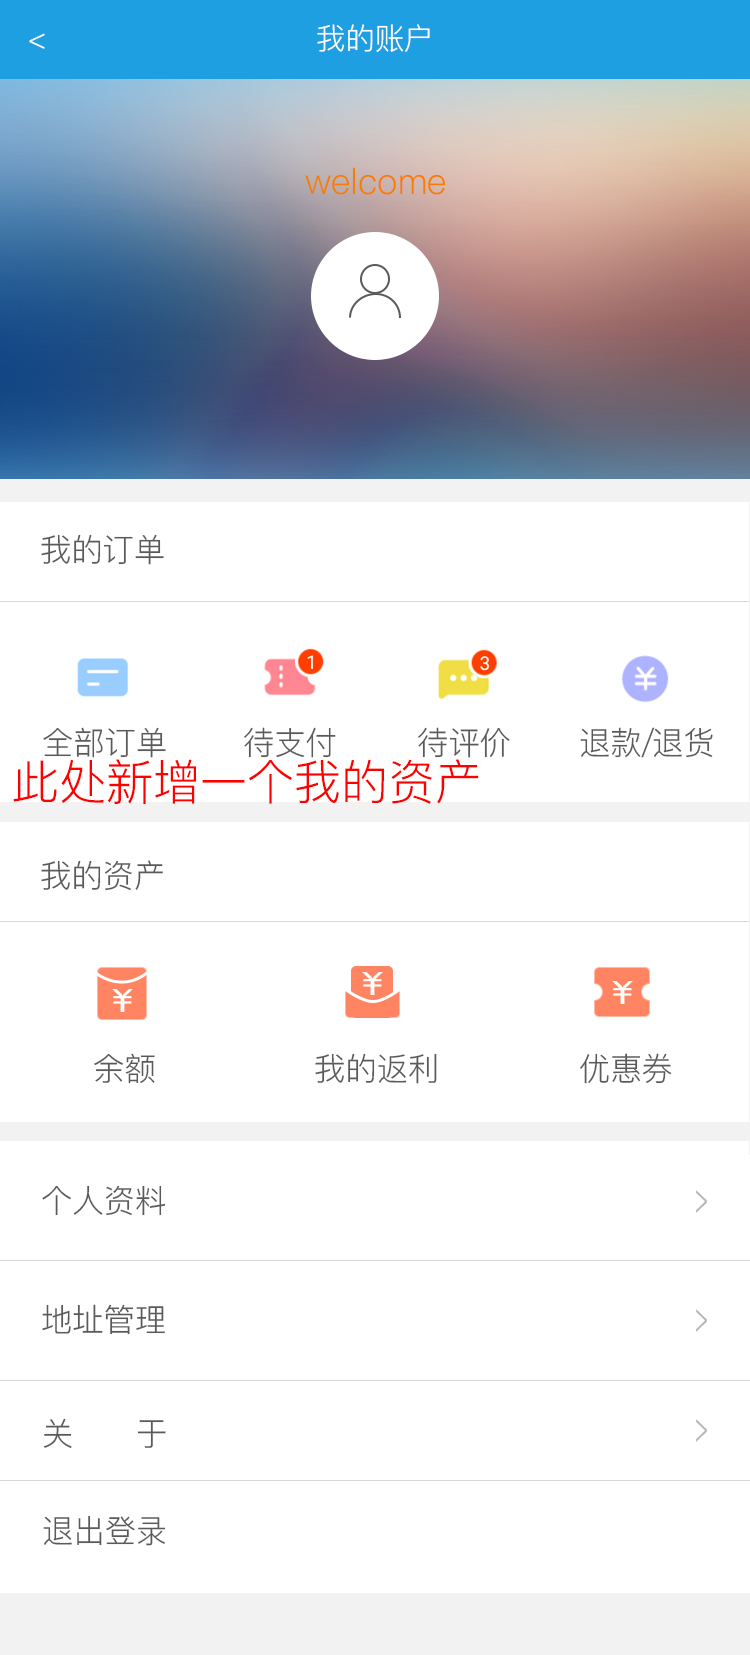 < 我的账户
welcome
我的订单
1 3 ¥
全部订单 待支付 待评价 退款/退货
此处新增一个我的资产
我的资产
¥ ¥ ¥
余额 我的返利 优惠券
个人资料
地址管理
关 于
退出登录